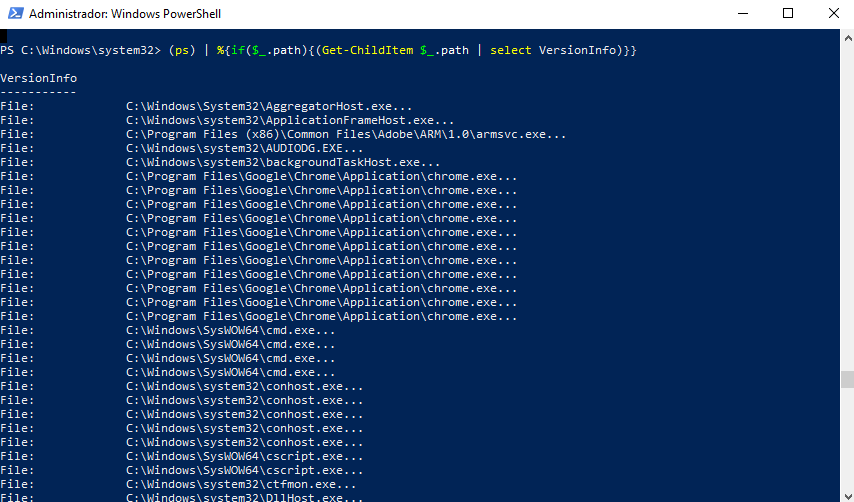 Administrador: Windows PowerShell
PS C:\Windows\system32> (ps) | %{if($_.path){(Get-ChildItem $_.path | select VersionInfo)}}
VersionInfo
-----------
File:             C:\Windows\System32\AggregatorHost.exe...
File:             C:\Windows\system32\ApplicationFrameHost.exe...
File:             C:\Program Files (x86)\Common Files\Adobe\ARM\1.0\armsvc.exe...
File:             C:\Windows\system32\AUDIODG.EXE...
File:             C:\Windows\system32\backgroundTaskHost.exe...
File:             C:\Program Files\Google\Chrome\Application\chrome.exe...
File:             C:\Program Files\Google\Chrome\Application\chrome.exe...
File:             C:\Program Files\Google\Chrome\Application\chrome.exe...
File:             C:\Program Files\Google\Chrome\Application\chrome.exe...
File:             C:\Program Files\Google\Chrome\Application\chrome.exe...
File:             C:\Program Files\Google\Chrome\Application\chrome.exe...
File:             C:\Program Files\Google\Chrome\Application\chrome.exe...
File:             C:\Program Files\Google\Chrome\Application\chrome.exe...
File:             C:\Program Files\Google\Chrome\Application\chrome.exe...
File:             C:\Program Files\Google\Chrome\Application\chrome.exe...
File:             C:\Program Files\Google\Chrome\Application\chrome.exe...
File:             C:\Windows\SysWOW64\cmd.exe...
File:             C:\Windows\SysWOW64\cmd.exe...
File:             C:\Windows\SysWOW64\cmd.exe...
File:             C:\Windows\SysWOW64\cmd.exe...
File:             C:\Windows\system32\conhost.exe...
File:             C:\Windows\system32\conhost.exe...
File:             C:\Windows\system32\conhost.exe...
File:             C:\Windows\system32\conhost.exe...
File:             C:\Windows\system32\conhost.exe...
File:             C:\Windows\SysWOW64\cscript.exe...
File:             C:\Windows\SysWOW64\cscript.exe...
File:             C:\Windows\system32\ctfmon.exe...
File:             C:\Windows\system32\DllHost.exe...